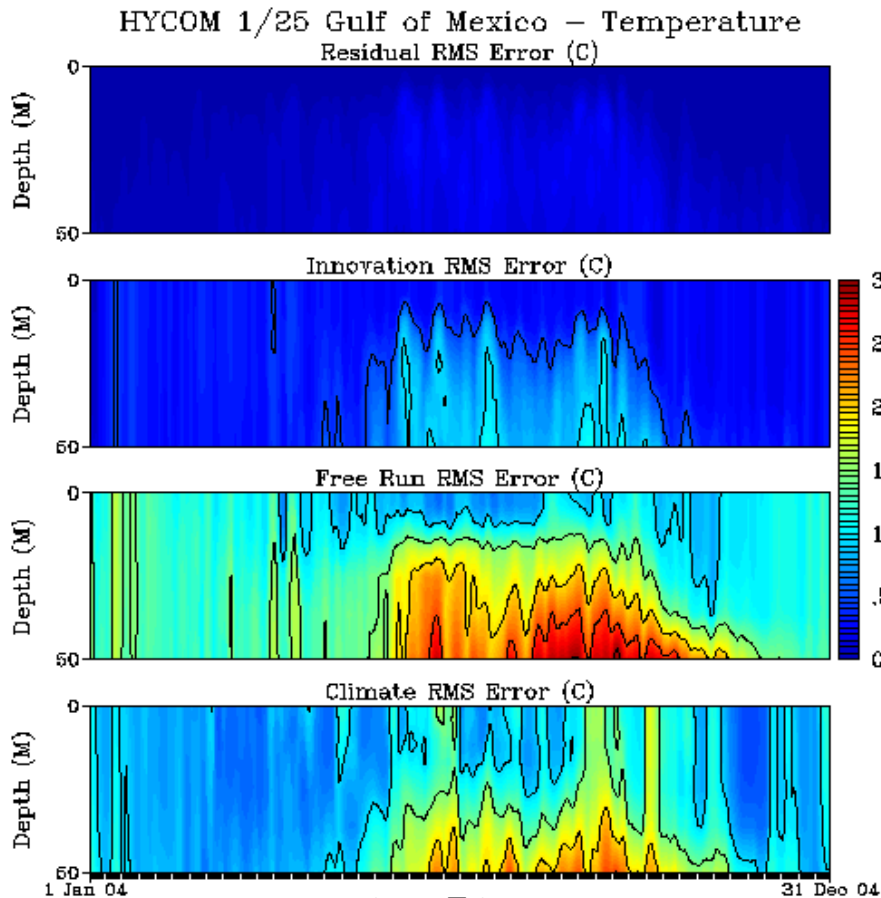 HYCOM 1/25 Gulf of Mexico - Temperature
Residual RMS Error (C)
0
Depth (M)
50
Innovation RMS Error (C)
0
Depth (M)
50
3
2
2
1
1
.5
0
Free Run RMS Error (C)
0
Depth (M)
50
Climate RMS Error (C)
0
Depth (M)
50
1 Jan 04
31 Dec 04